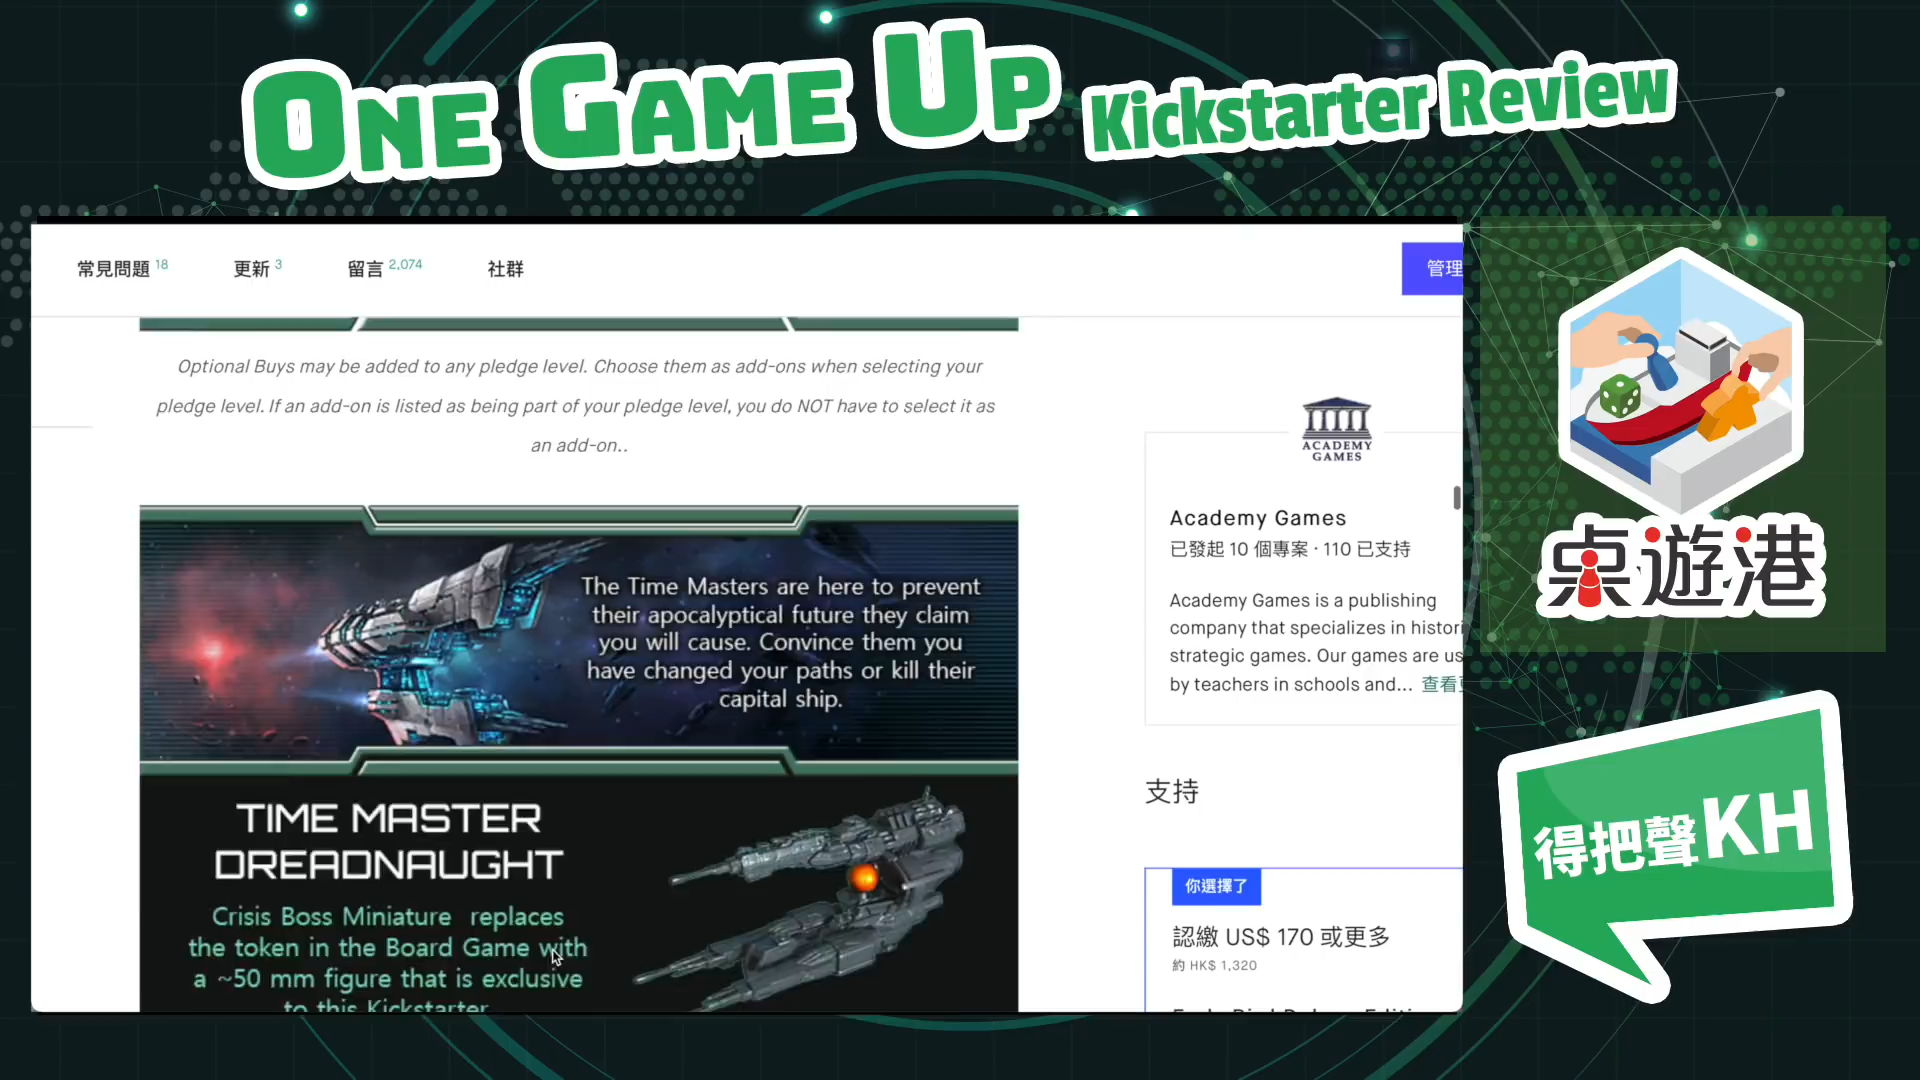 ONE GAME UP Kickstarter Review
常見問題 18 更新 3 留言 2,074 社群
管理
Optional Buys may be added to any pledge level. Choose them as add-ons when selecting your
pledge level. If an add-on is listed as being part of your pledge level, you do NOT have to select it as
an add-on..
The Time Masters are here to prevent
their apocalyptical future they claim
you will cause. Convince them you
have changed your paths or kill their
capital ship.
TIME MASTER
DREADNAUGHT
Crisis Boss Miniature replaces
the token in the Board Game with
a ~50 mm figure that is exclusive
to this Kickstarter
ACADEMY
GAMES
Academy Games
已發起 10 個專案 · 110 已支持
Academy Games is a publishing
company that specializes in histori
strategic games. Our games are us
by teachers in schools and... 查看
支持
你選擇了
認繳 US$ 170 或更多
約 HK$ 1,320
桌遊港
得把聲KH